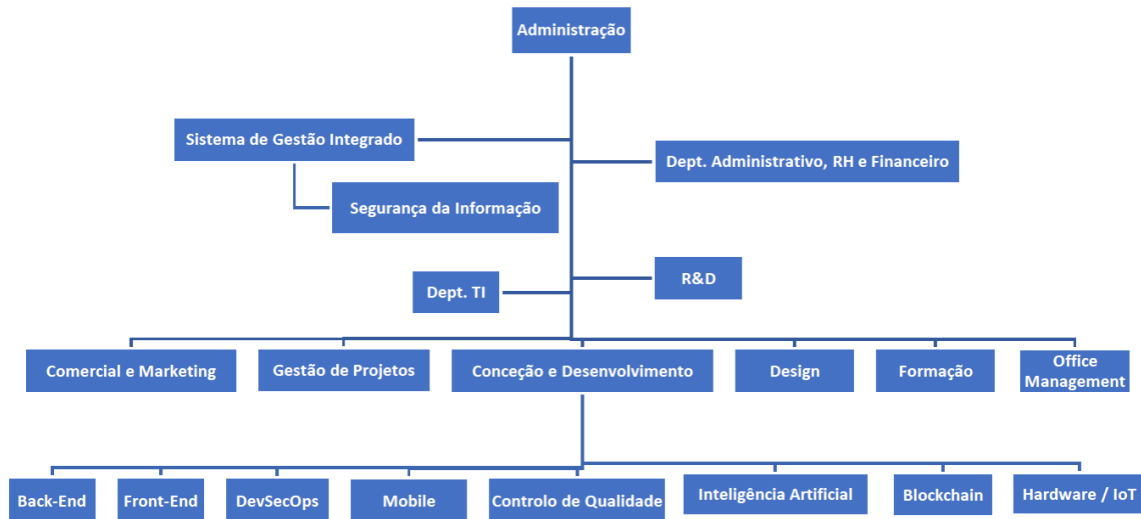 Administração
Sistema de Gestão Integrado
Dept. Administrativo, RH e Financeiro
Segurança da Informação
R&D
Dept. TI
Comercial e Marketing
Gestão de Projetos
Conceção e Desenvolvimento
Design
Formação
Office
Management
Back-End
Front-End
DevSecOps
Mobile
Controlo de Qualidade
Inteligência Artificial
Blockchain
Hardware / IoT